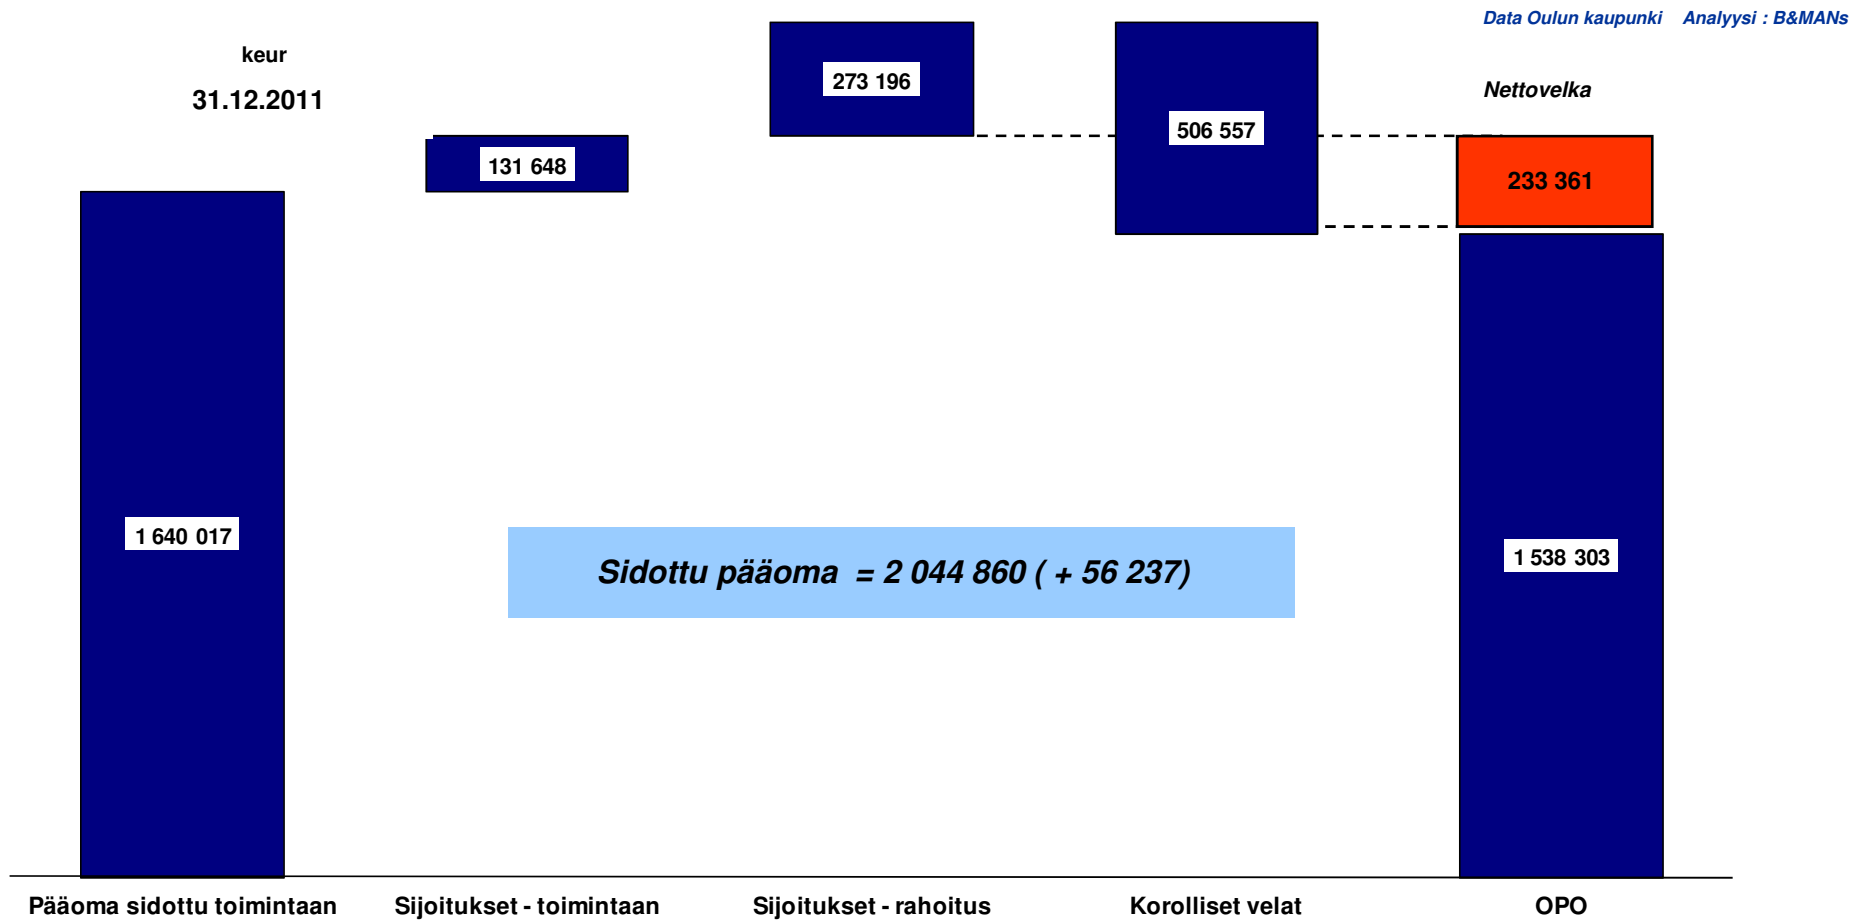 Data Oulun kaupunki Analyysi : B&MANs
keur
31.12.2011
273 196
Nettovelka
506 557
131 648
233 361
1 640 017
1 538 303
Sidottu pääoma = 2 044 860 ( + 56 237)
Pääoma sidottu toimintaan
Sijoitukset - toimintaan
Sijoitukset - rahoitus
Korolliset velat
OPO